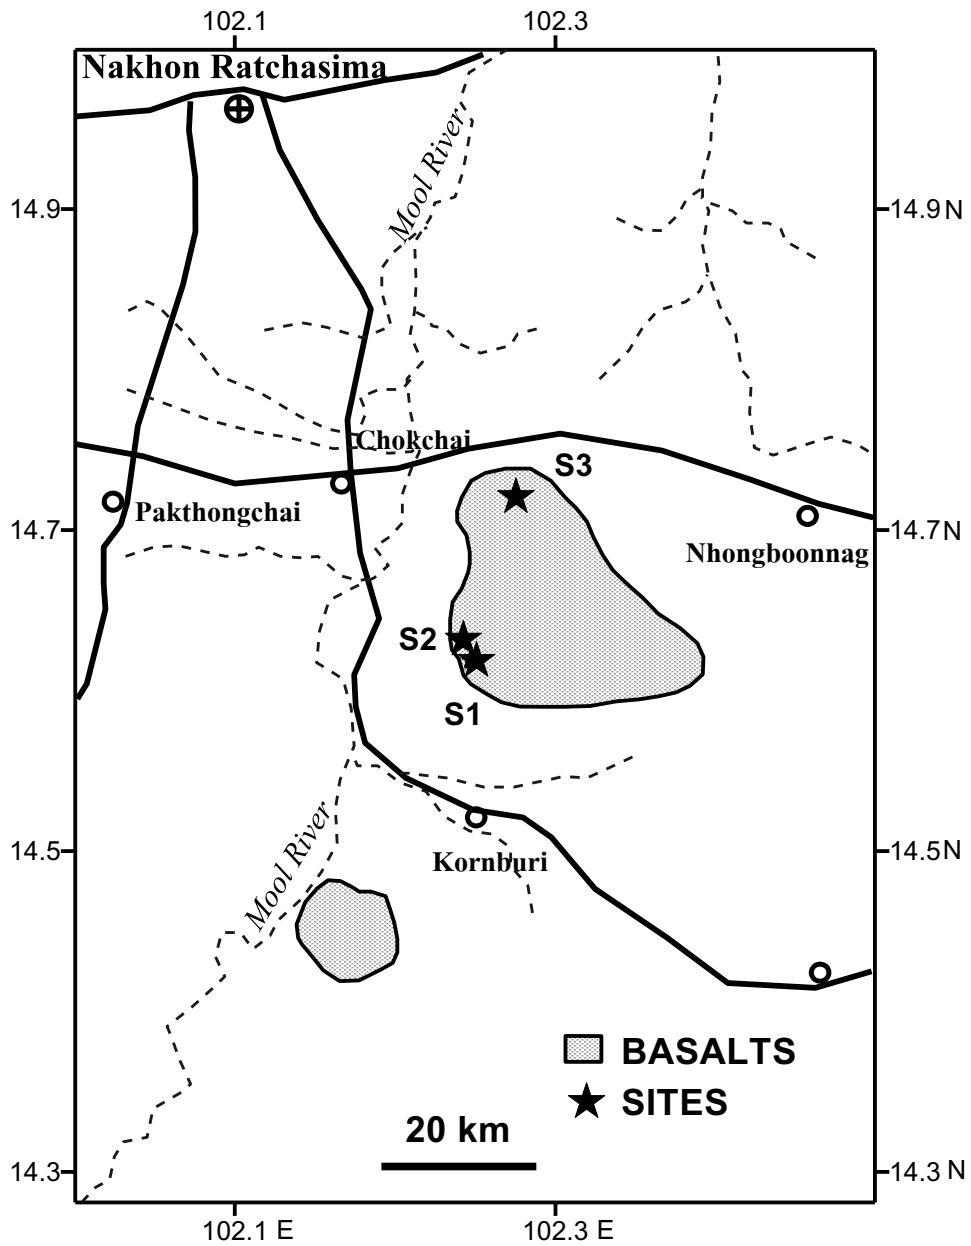 102.1 102.3
Nakhon Ratchasima
Mool River
14.9 14.9 N
Chokchai
S3
Pakthongchai
14.7 14.7 N
Nhongboonnag
S2
S1
14.5 14.5 N
Kornburi
Mool River
BASALTS
SITES
20 km
14.3 14.3 N
102.1 E 102.3 E